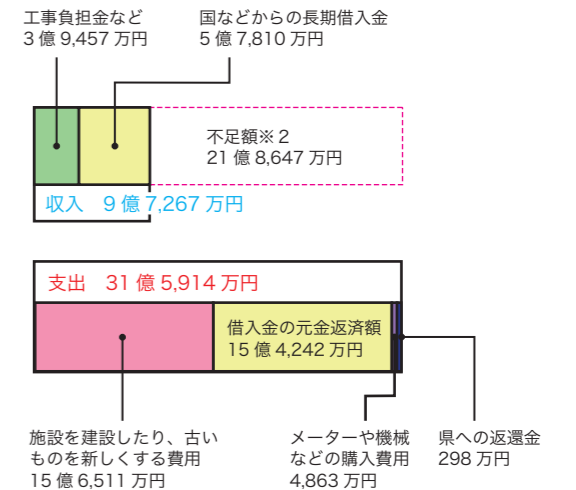 工事負担金など
3 億 9,457 万円
国などからの長期借入金
5 億 7,810 万円
不足額※２
21 億 8,647 万円
収入　9 億 7,267 万円
支出　31 億 5,914 万円
借入金の元金返済額
15 億 4,242 万円
施設を建設したり、古い
ものを新しくする費用
15 億 6,511 万円
メーターや機械
などの購入費用
4,863 万円
県への返還金
298 万円